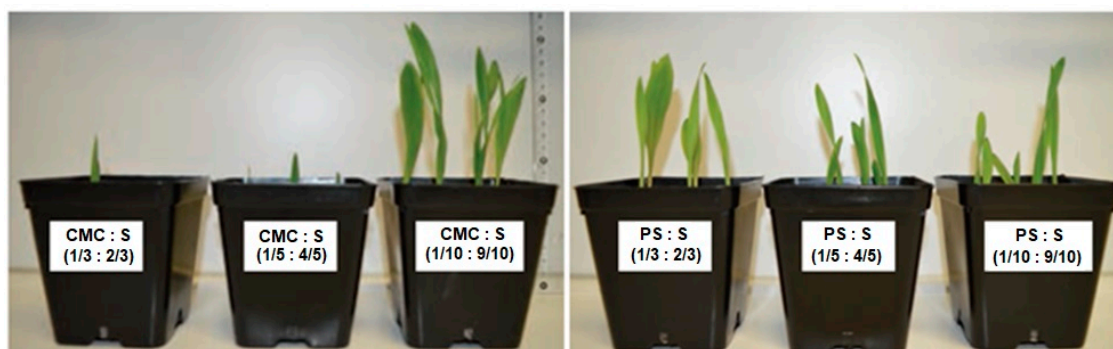 CMC : S
(1/3 : 2/3)
CMC : S
(1/5 : 4/5)
CMC : S
(1/10 : 9/10)
PS : S
(1/3 : 2/3)
PS : S
(1/5 : 4/5)
PS : S
(1/10 : 9/10)